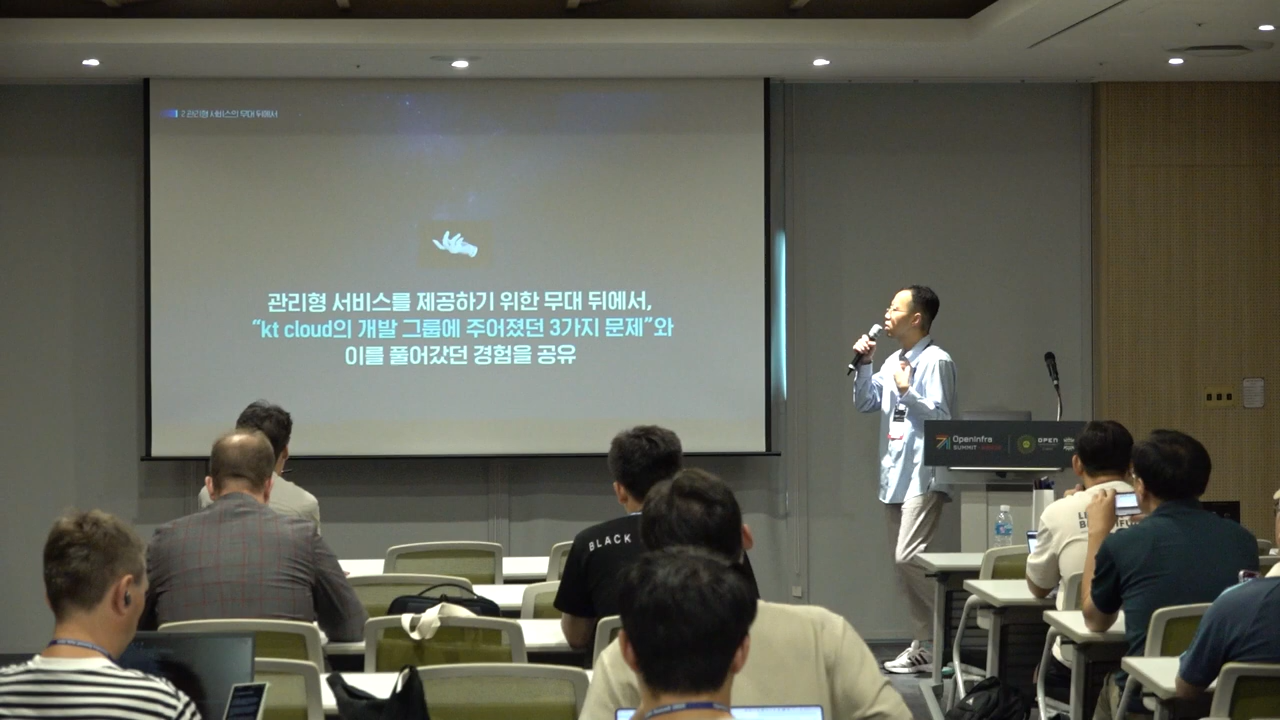 2 관리형 서비스의 무대 뒤에서
관리형 서비스를 제공하기 위한 무대 뒤에서,
“kt cloud의 개발 그룹에 주어졌던 3가지 문제”와
이를 풀어갔던 경험을 공유
OpenInfra
SUMMIT
OPEN
BLACK